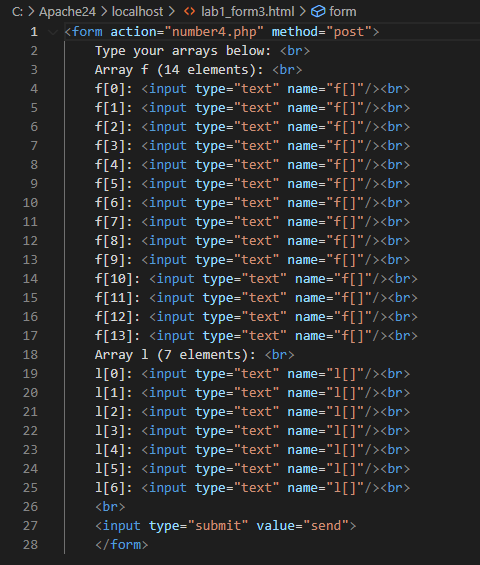 C: > Apache24 > localhost > <> lab1_form3.html > form
1 <form action="number4.php" method="post">
2 Type your arrays below: <br>
3 Array f (14 elements): <br>
4 f[0]: <input type="text" name="f[]"/><br>
5 f[1]: <input type="text" name="f[]"/><br>
6 f[2]: <input type="text" name="f[]"/><br>
7 f[3]: <input type="text" name="f[]"/><br>
8 f[4]: <input type="text" name="f[]"/><br>
9 f[5]: <input type="text" name="f[]"/><br>
10 f[6]: <input type="text" name="f[]"/><br>
11 f[7]: <input type="text" name="f[]"/><br>
12 f[8]: <input type="text" name="f[]"/><br>
13 f[9]: <input type="text" name="f[]"/><br>
14 f[10]: <input type="text" name="f[]"/><br>
15 f[11]: <input type="text" name="f[]"/><br>
16 f[12]: <input type="text" name="f[]"/><br>
17 f[13]: <input type="text" name="f[]"/><br>
18 Array l (7 elements): <br>
19 l[0]: <input type="text" name="l[]"/><br>
20 l[1]: <input type="text" name="l[]"/><br>
21 l[2]: <input type="text" name="l[]"/><br>
22 l[3]: <input type="text" name="l[]"/><br>
23 l[4]: <input type="text" name="l[]"/><br>
24 l[5]: <input type="text" name="l[]"/><br>
25 l[6]: <input type="text" name="l[]"/><br>
26 <br>
27 <input type="submit" value="send">
28 </form>